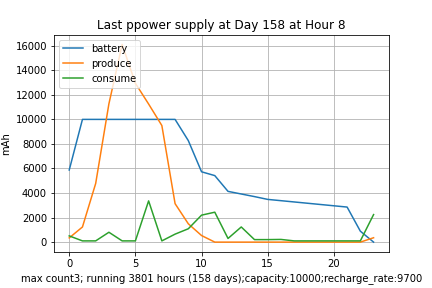 Last ppower supply at Day 158 at Hour 8
16000
14000
12000
10000
8000
6000
4000
2000
0
mAh
battery
produce
consume
0
5
10
15
20
max count3; running 3801 hours (158 days);capacity:10000;recharge_rate:9700